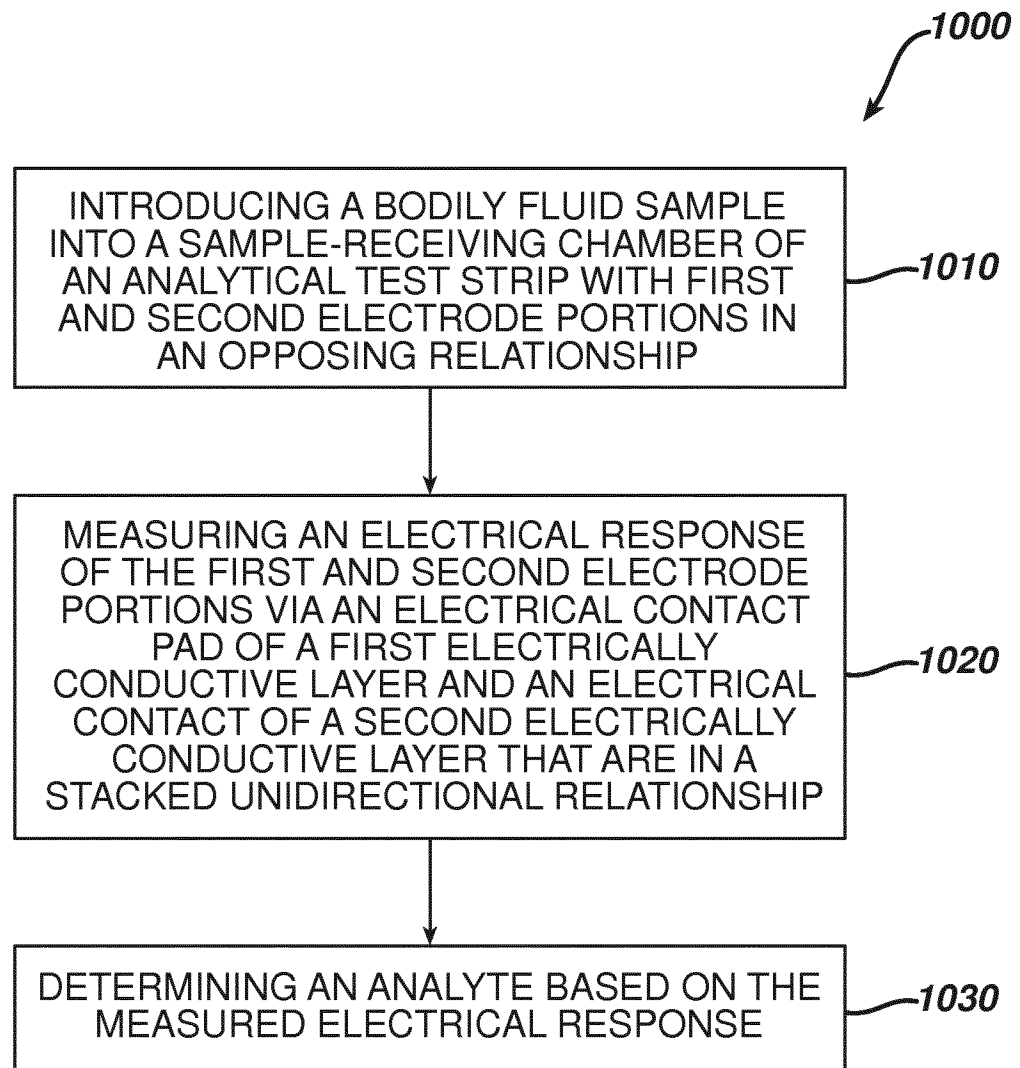 1000
INTRODUCING A BODILY FLUID SAMPLE
INTO A SAMPLE-RECEIVING CHAMBER OF
AN ANALYTICAL TEST STRIP WITH FIRST
AND SECOND ELECTRODE PORTIONS IN
AN OPPOSING RELATIONSHIP
1010
MEASURING AN ELECTRICAL RESPONSE
OF THE FIRST AND SECOND ELECTRODE
PORTIONS VIA AN ELECTRICAL CONTACT
PAD OF A FIRST ELECTRICALLY
CONDUCTIVE LAYER AND AN ELECTRICAL
CONTACT OF A SECOND ELECTRICALLY
CONDUCTIVE LAYER THAT ARE IN A
STACKED UNIDIRECTIONAL RELATIONSHIP
1020
DETERMINING AN ANALYTE BASED ON THE
MEASURED ELECTRICAL RESPONSE
1030